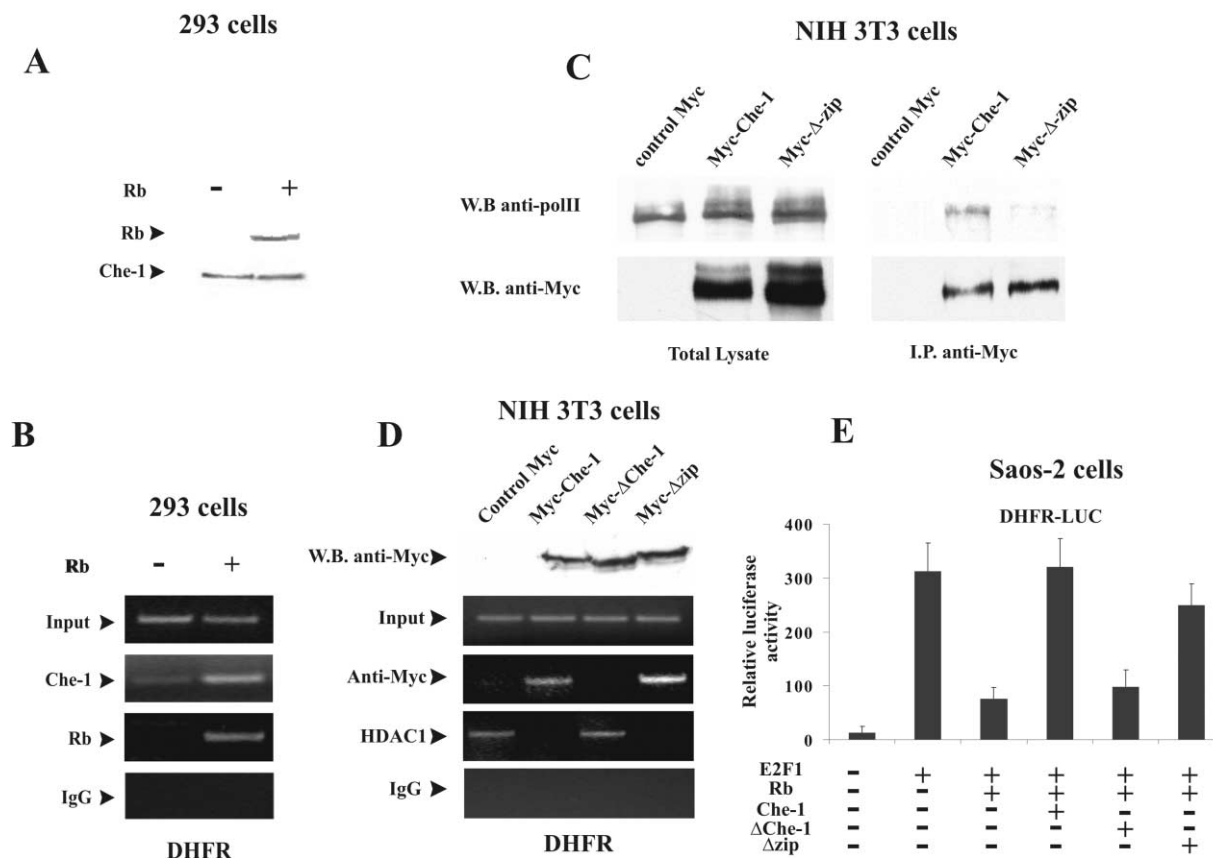 293 cells
A
Rb - +
Rb
Che-1
NIH 3T3 cells
C
control Myc
Myc-Che-1
Myc-Δ-zip
control Myc
Myc-Che-1
Myc-Δ-zip
W.B anti-polII
W.B. anti-Myc
Total Lysate
I.P. anti-Myc
B
293 cells
Rb - +
Input
Che-1
Rb
IgG
DHFR
NIH 3T3 cells
D
Control Myc
Myc-Che-1
Myc-ΔChe-1
Myc-Δzip
W.B. anti-Myc
Input
Anti-Myc
HDAC1
IgG
DHFR
E
Saos-2 cells
DHFR-LUC
Relative luciferase
activity
400
300
200
100
0
E2F1 - + + + + +
Rb - - + + + +
Che-1 - - - + - -
ΔChe-1 - - - - + -
Δzip - - - - - +